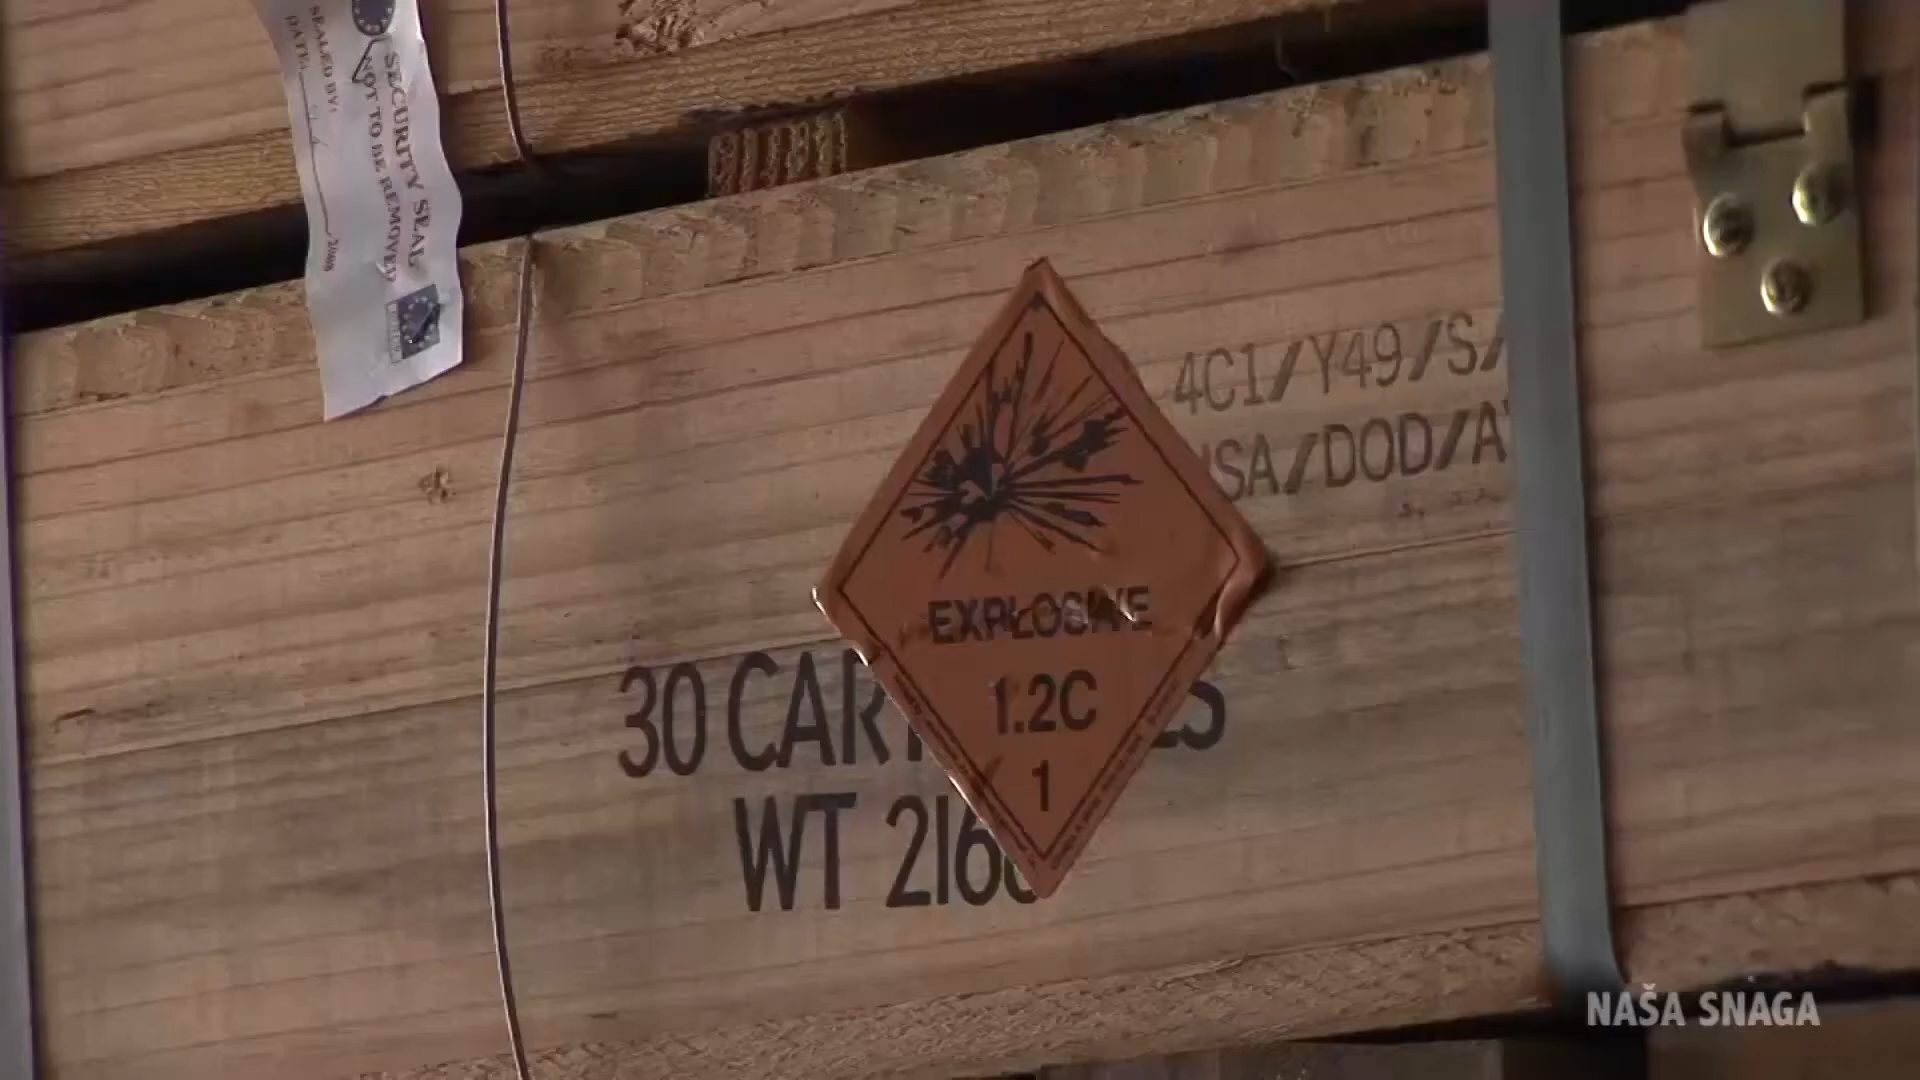 SECURITY SEAL
NOT TO BE REMOVED
SEALED BY:
DATE:
4C1/Y49/S/
USA/DOD/A
EXPLOSIVE
1.2C
1
30 CAR
ES
WT 216
NAŠA SNAGA